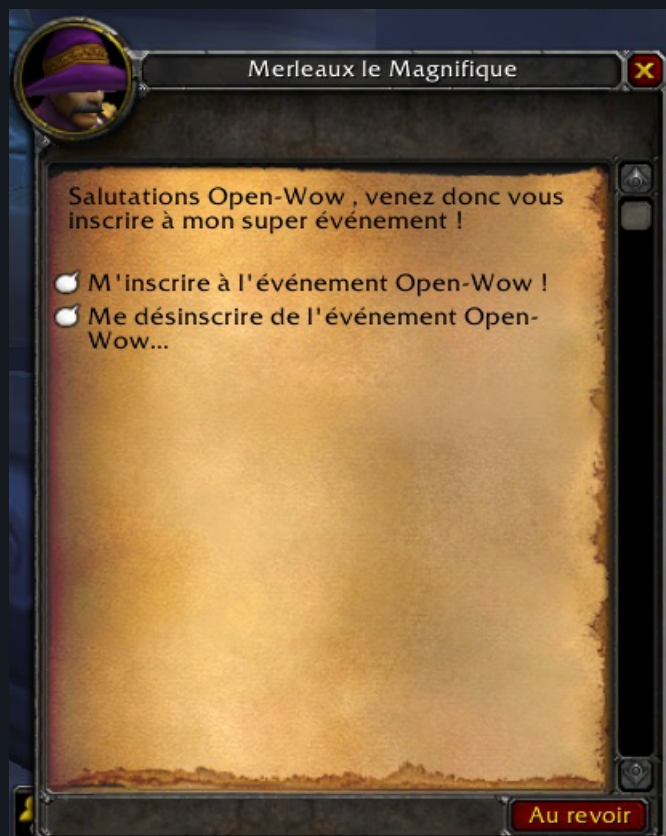 Merleaux le Magnifique
Salutations Open-Wow , venez donc vous
inscrire à mon super événement !
M'inscrire à l'événement Open-Wow !
Me désinscrire de l'événement Open-
Wow...
Au revoir